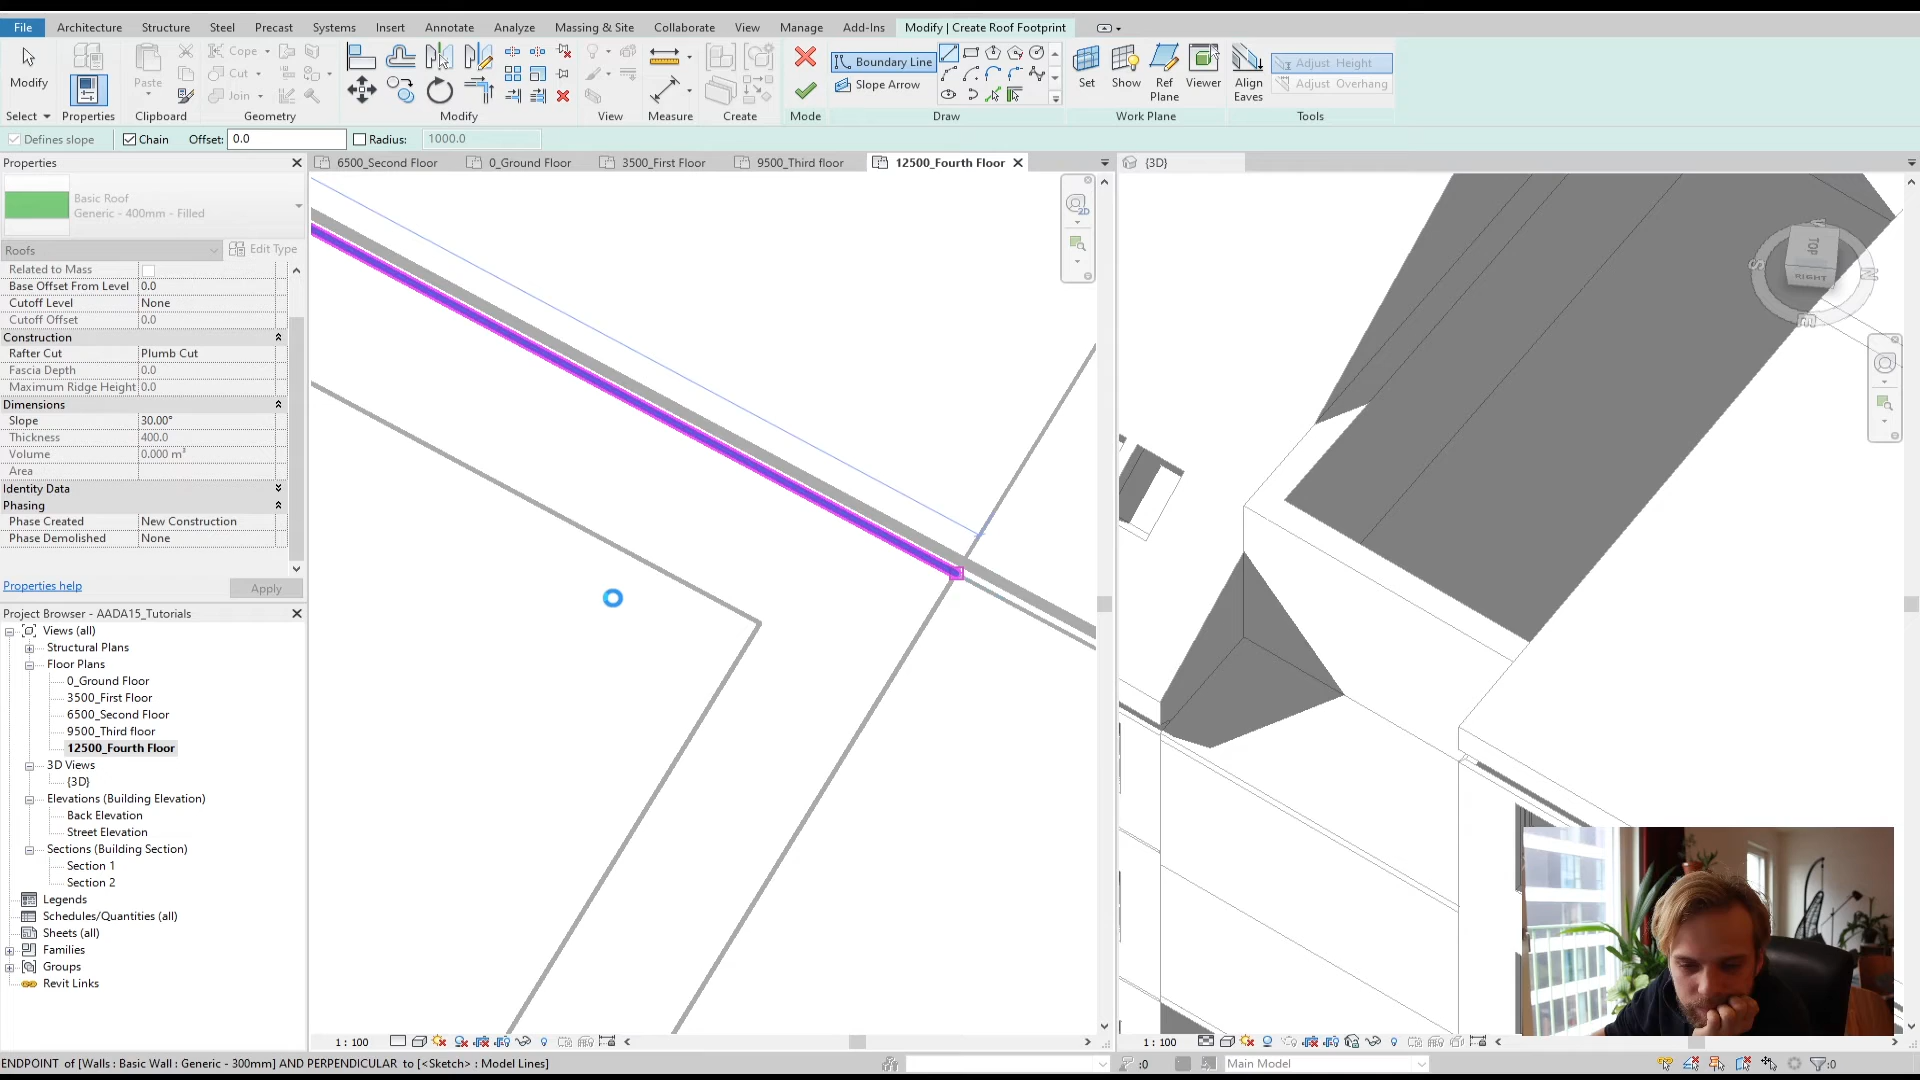 File Architecture Structure Steel Precast Systems Insert Annotate Analyze Massing & Site Collaborate View Manage Add-Ins Modify | Create Roof Footprint
Modify
Paste
Cope
Cut
Join
Boundary Line
Slope Arrow
Set Show Ref Plane Viewer
Align Eaves
Adjust Height
Adjust Overhang
Select Properties Clipboard Geometry Modify View Measure Create Mode Draw Work Plane Tools
Defines slope Chain Offset: 0.0 Radius: 1000.0
Properties
6500_Second Floor 0_Ground Floor 3500_First Floor 9500_Third floor 12500_Fourth Floor {3D}
Basic Roof
Generic - 400mm - Filled
Roofs Edit Type
Related to Mass
Base Offset From Level 0.0
Cutoff Level None
Cutoff Offset 0.0
Construction
Rafter Cut Plumb Cut
Fascia Depth 0.0
Maximum Ridge Height 0.0
Dimensions
Slope 30.00°
Thickness 400.0
Volume 0.000 m³
Area
Identity Data
Phasing
Phase Created New Construction
Phase Demolished None
Properties help Apply
Project Browser - AADA15_Tutorials
Views (all)
Structural Plans
Floor Plans
0_Ground Floor
3500_First Floor
6500_Second Floor
9500_Third floor
12500_Fourth Floor
3D Views
{3D}
Elevations (Building Elevation)
Back Elevation
Street Elevation
Sections (Building Section)
Section 1
Section 2
Legends
Schedules/Quantities (all)
Sheets (all)
Families
Groups
Revit Links
2D
TOP
RIGHT
S
N
E
1 : 100
1 : 100
ENDPOINT of [Walls : Basic Wall : Generic - 300mm] AND PERPENDICULAR to [<Sketch> : Model Lines]
:0
Main Model
:0